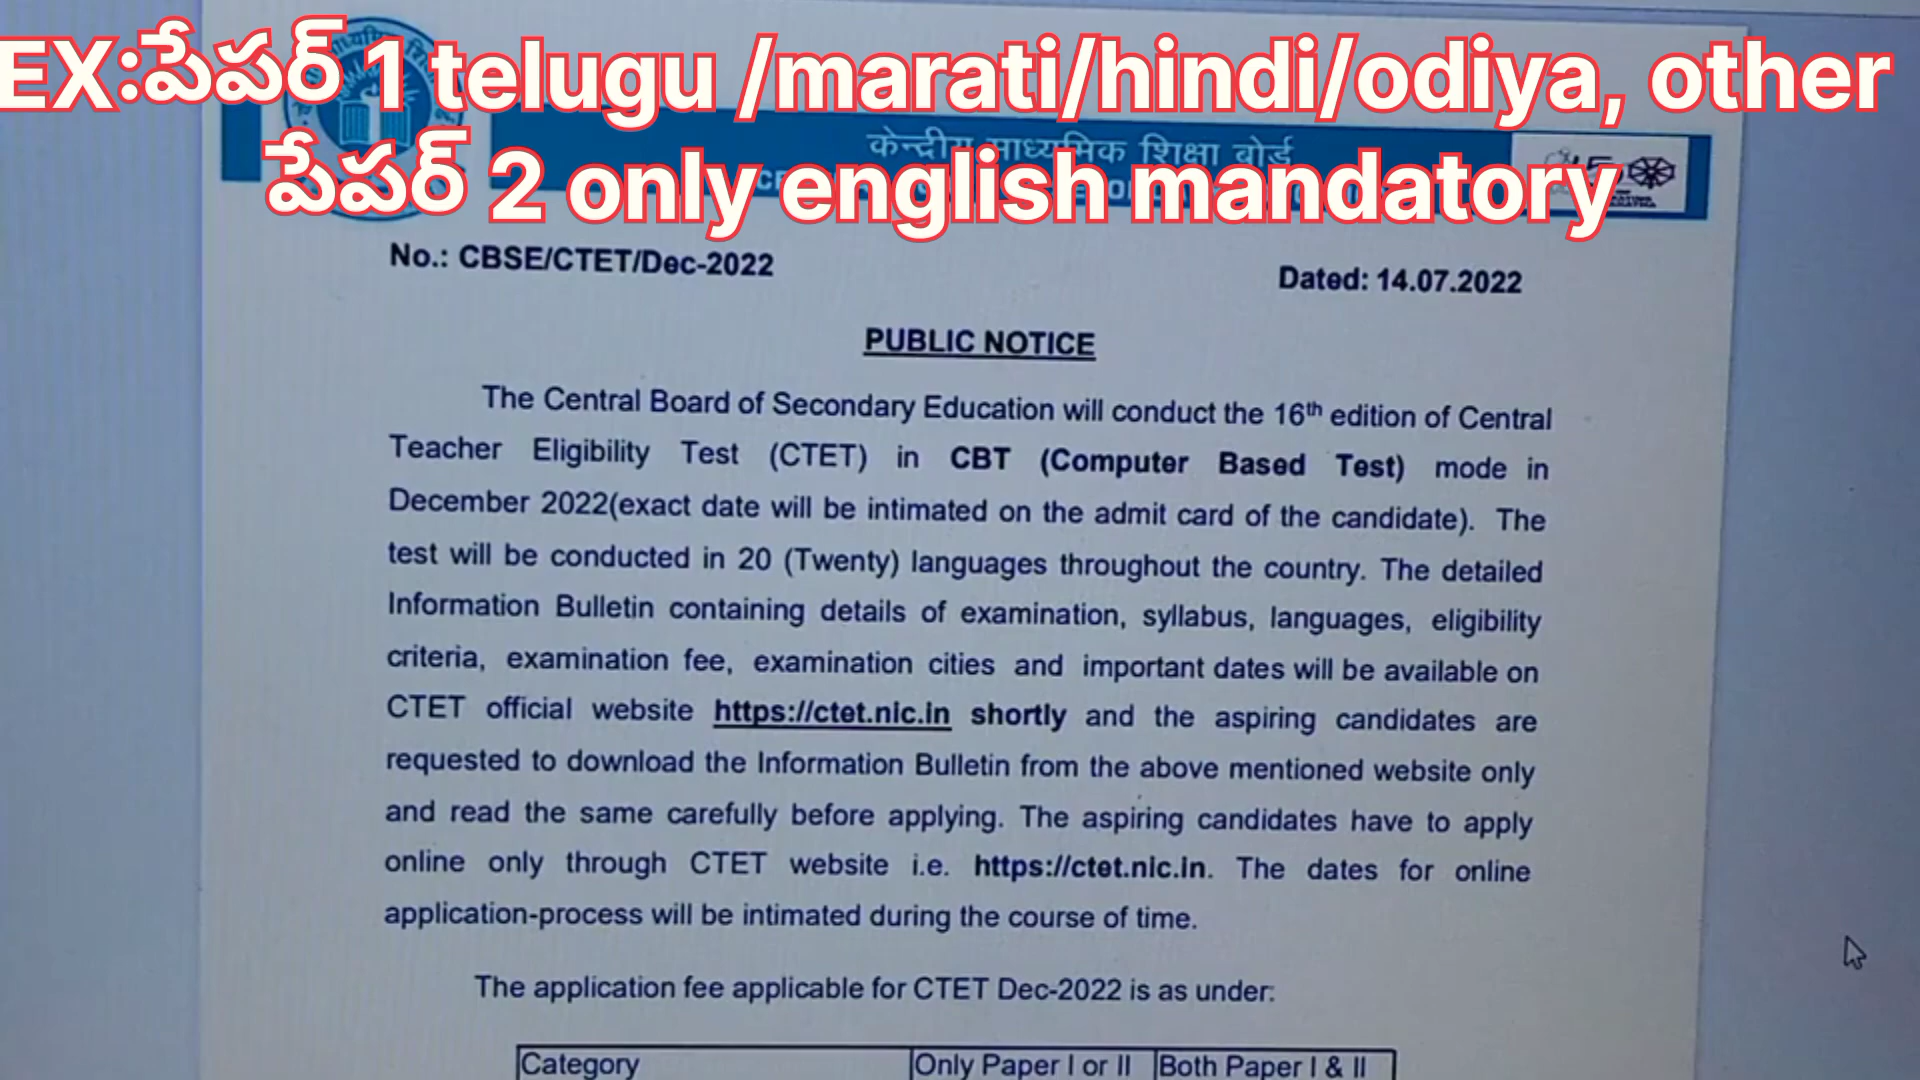 EX:పేపర్ 1 telugu /marati/hindi/odiya, other
పేపర్ 2 only english mandatory
केन्द्रीय माध्यमिक शिक्षा बोर्ड
No.: CBSE/CTET/Dec-2022
Dated: 14.07.2022
PUBLIC NOTICE
The Central Board of Secondary Education will conduct the 16th edition of Central
Teacher Eligibility Test (CTET) in CBT (Computer Based Test) mode in
December 2022(exact date will be intimated on the admit card of the candidate). The
test will be conducted in 20 (Twenty) languages throughout the country. The detailed
Information Bulletin containing details of examination, syllabus, languages, eligibility
criteria, examination fee, examination cities and important dates will be available on
CTET official website https://ctet.nic.in shortly and the aspiring candidates are
requested to download the Information Bulletin from the above mentioned website only
and read the same carefully before applying. The aspiring candidates have to apply
online only through CTET website i.e. https://ctet.nic.in. The dates for online
application-process will be intimated during the course of time.
The application fee applicable for CTET Dec-2022 is as under:
Category Only Paper I or II Both Paper I & II